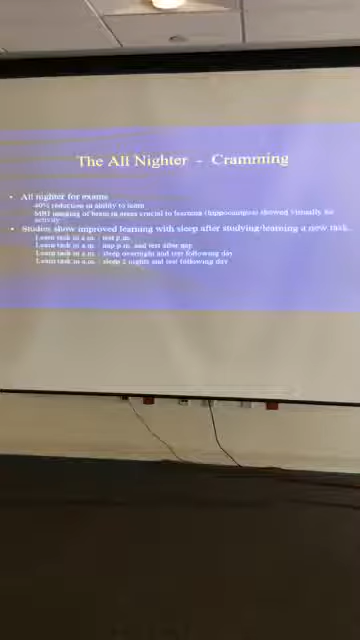 The All Nighter - Cramming
• All nighter for exams
40% reduction in ability to learn
MRI imaging of brain in areas crucial to learning (hippocampus) showed virtually no
activity
• Studies show improved learning with sleep after studying/learning a new task.
Learn task in a.m. : test p.m.
Learn task in a.m. : nap p.m. and test after nap
Learn task in a.m. : sleep overnight and test following day
Learn task in a.m. : sleep 2 nights and test following day